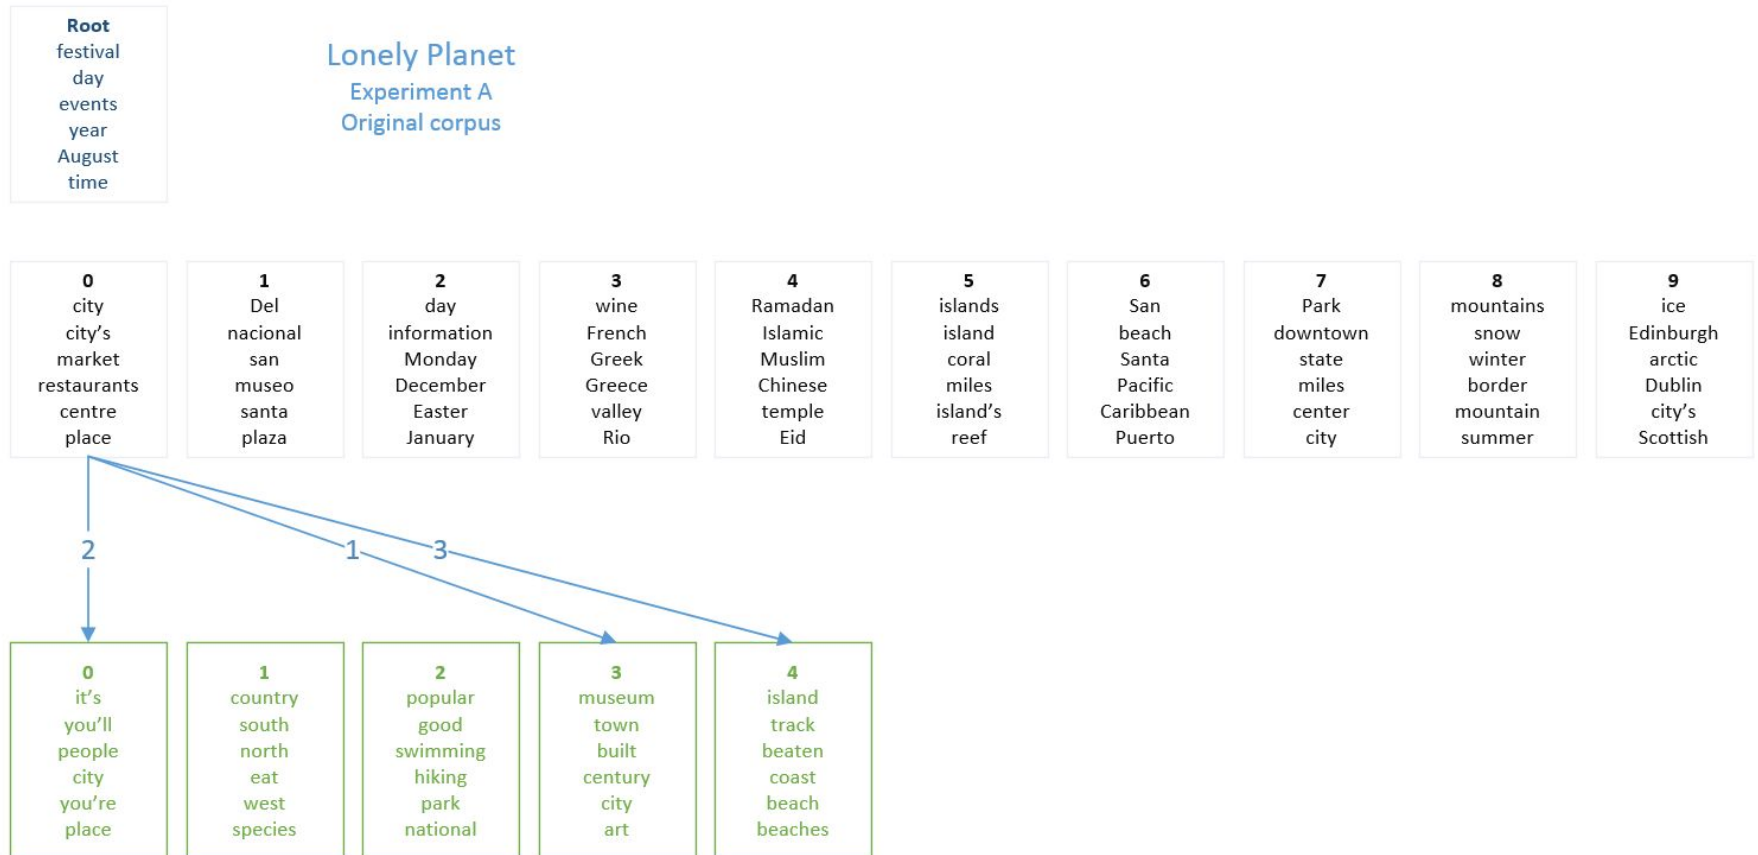 Root
festival
day
events
year
August
time
Lonely Planet
Experiment A
Original corpus
0
city
city's
market
restaurants
centre
place
1
Del
nacional
san
museo
santa
plaza
2
day
information
Monday
December
Easter
January
3
wine
French
Greek
Greece
valley
Rio
4
Ramadan
Islamic
Muslim
Chinese
temple
Eid
5
islands
island
coral
miles
island's
reef
6
San
beach
Santa
Pacific
Caribbean
Puerto
7
Park
downtown
state
miles
center
city
8
mountains
snow
winter
border
mountain
summer
9
ice
Edinburgh
arctic
Dublin
city's
Scottish
2
1
3
0
it's
you'll
people
city
you're
place
1
country
south
north
eat
west
species
2
popular
good
swimming
hiking
park
national
3
museum
town
built
century
city
art
4
island
track
beaten
coast
beach
beaches